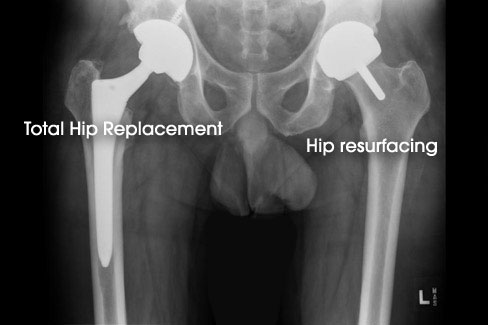 Total Hip Replacement
Hip resurfacing
L